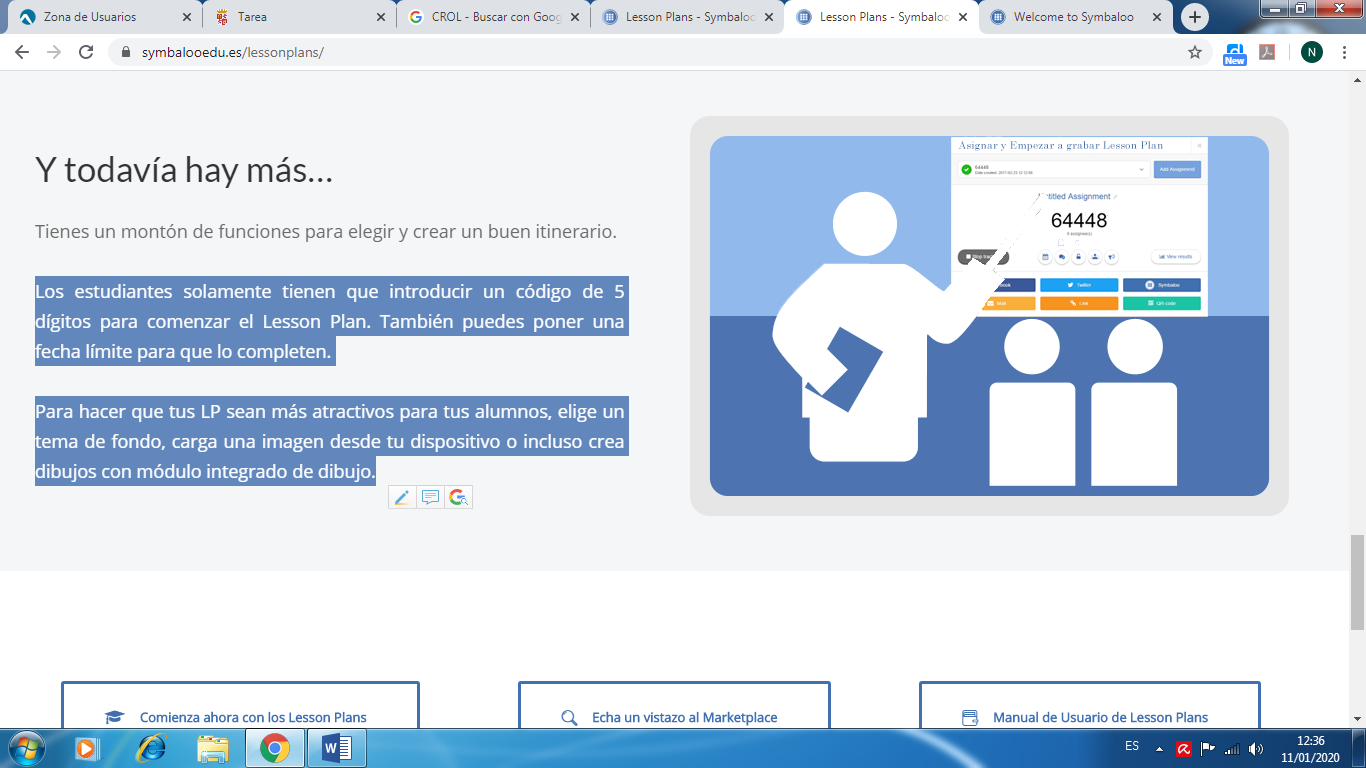 Zona de Usuarios
Tarea
CROL - Buscar con Goog
Lesson Plans - Symbaloo
Lesson Plans - Symbaloo
Welcome to Symbaloo
symbalooedu.es/lessonplans/
New
N
Y todavía hay más...
Tienes un montón de funciones para elegir y crear un buen itinerario.
Los estudiantes solamente tienen que introducir un código de 5
dígitos para comenzar el Lesson Plan. También puedes poner una
fecha límite para que lo completen.
Para hacer que tus LP sean más atractivos para tus alumnos, elige un
tema de fondo, carga una imagen desde tu dispositivo o incluso crea
dibujos con módulo integrado de dibujo.
Asignar y Empezar a grabar Lesson Plan
64448
Add Assignment
ntitled Assignment
64448
View results
Twitter
Symbaloo
Mail
Link
QR code
Comienza ahora con los Lesson Plans
Echa un vistazo al Marketplace
Manual de Usuario de Lesson Plans
ES
12:36
11/01/2020